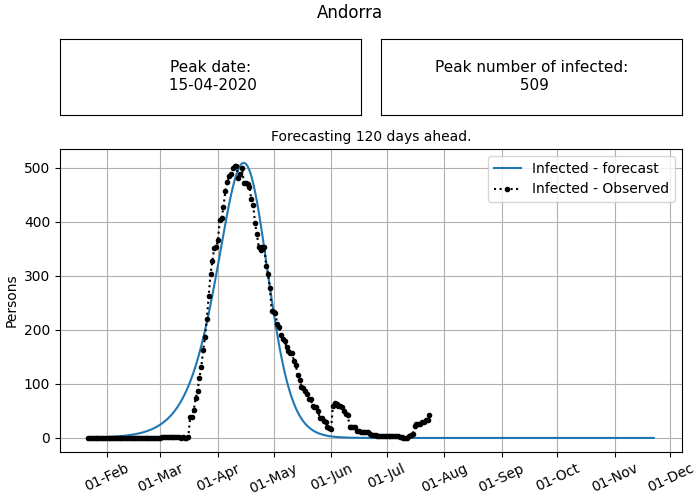 Andorra
Peak date:
15-04-2020
Peak number of infected:
509
Forecasting 120 days ahead.
Infected - forecast
Infected - Observed
Persons
500
400
300
200
100
0
01-Feb
01-Mar
01-Apr
01-May
01-Jun
01-Jul
01-Aug
01-Sep
01-Oct
01-Nov
01-Dec